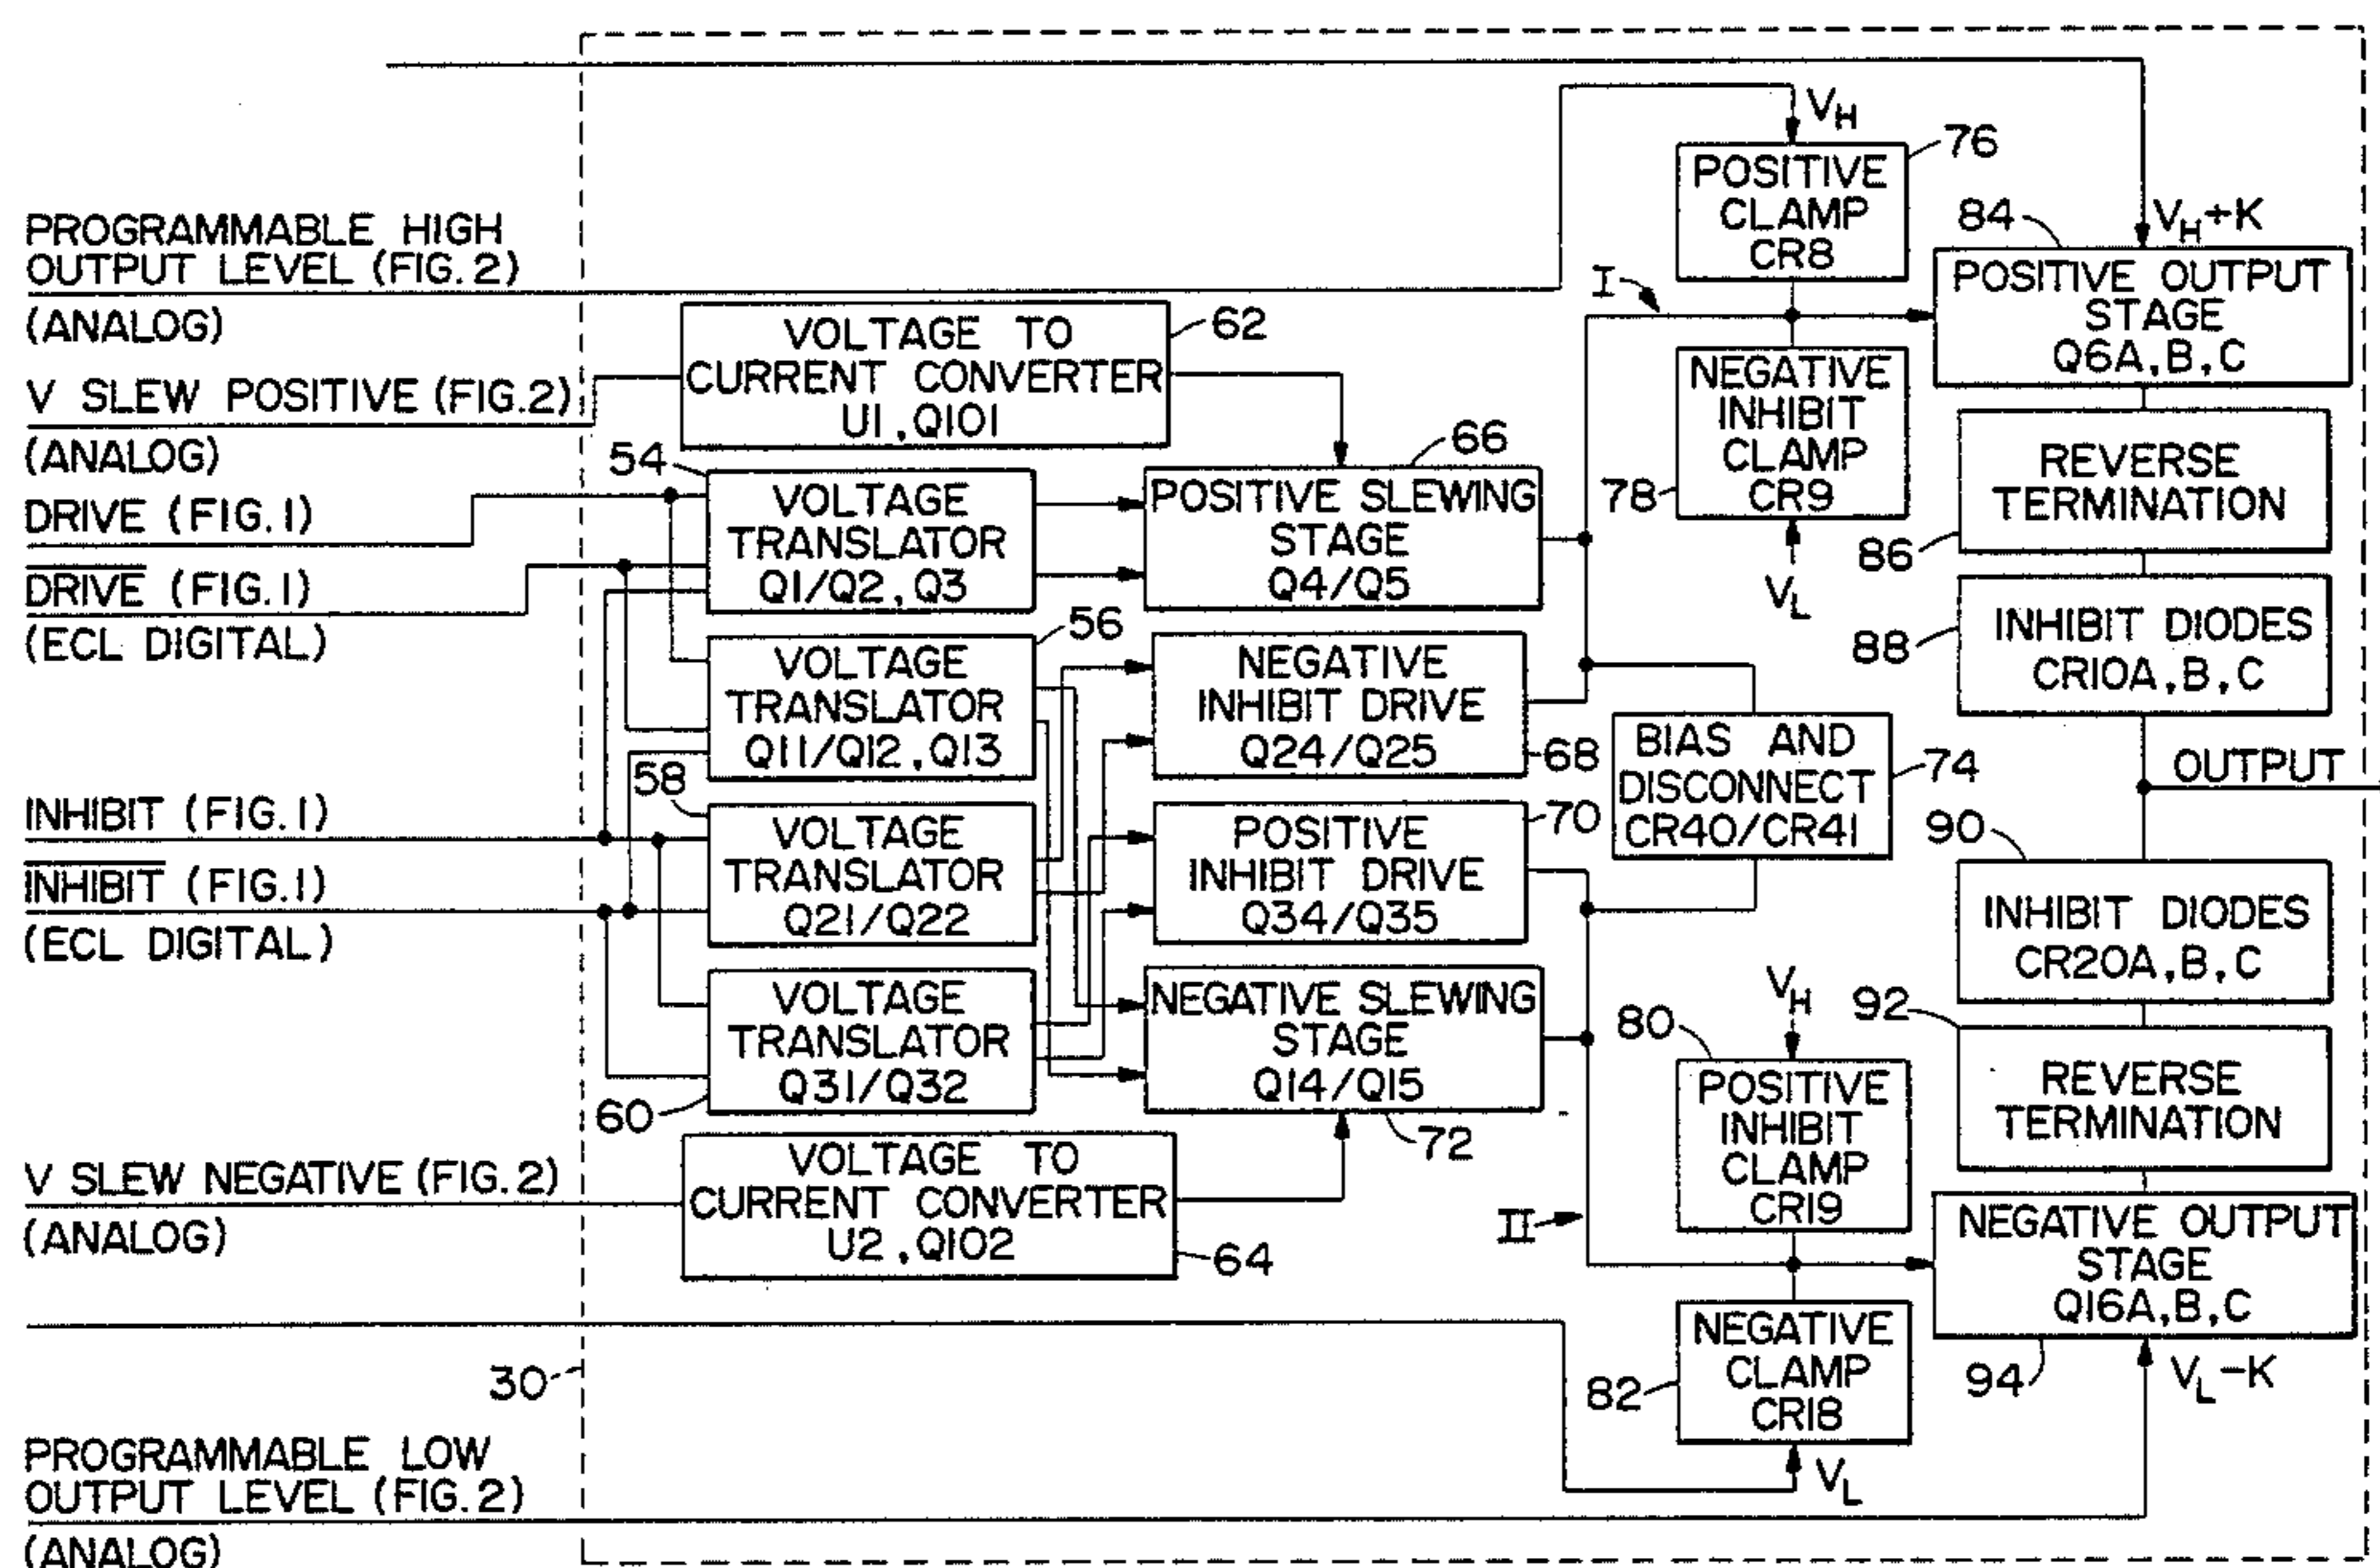 PROGRAMMABLE HIGH
OUTPUT LEVEL (FIG. 2)
(ANALOG)
V SLEW POSITIVE (FIG.2)
(ANALOG)
DRIVE (FIG. 1)
DRIVE (FIG. 1)
(ECL DIGITAL)
INHIBIT (FIG. 1)
INHIBIT (FIG. 1)
(ECL DIGITAL)
V SLEW NEGATIVE (FIG. 2)
(ANALOG)
30
PROGRAMMABLE LOW
OUTPUT LEVEL (FIG. 2)
(ANALOG)
VOLTAGE TO
CURRENT CONVERTER
U1, Q101
62
54
VOLTAGE
TRANSLATOR
Q1/Q2, Q3
56
VOLTAGE
TRANSLATOR
Q11/Q12, Q13
58
VOLTAGE
TRANSLATOR
Q21/Q22
VOLTAGE
TRANSLATOR
Q31/Q32
60
VOLTAGE TO
CURRENT CONVERTER
U2, Q102
64
66
POSITIVE SLEWING
STAGE
Q4/Q5
NEGATIVE
INHIBIT DRIVE
Q24/Q25
68
POSITIVE
INHIBIT DRIVE
Q34/Q35
70
NEGATIVE SLEWING
STAGE
Q14/Q15
72
I
II
VH
POSITIVE
CLAMP
CR8
76
NEGATIVE
INHIBIT
CLAMP
CR9
78
VL
BIAS AND
DISCONNECT
CR40/CR41
74
VH
80
POSITIVE
INHIBIT
CLAMP
CR19
NEGATIVE
CLAMP
CR18
82
VL
VH+K
84
POSITIVE OUTPUT
STAGE
Q6A, B, C
REVERSE
TERMINATION
86
INHIBIT DIODES
CR10A, B, C
88
OUTPUT
90
INHIBIT DIODES
CR20A, B, C
92
REVERSE
TERMINATION
NEGATIVE OUTPUT
STAGE
Q16A, B, C
94
VL-K